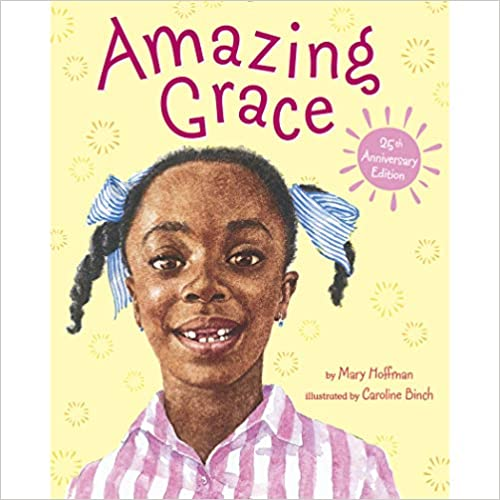 Amazing
Grace
25th
Anniversary
Edition
by Mary Hoffman
illustrated by Caroline Binch